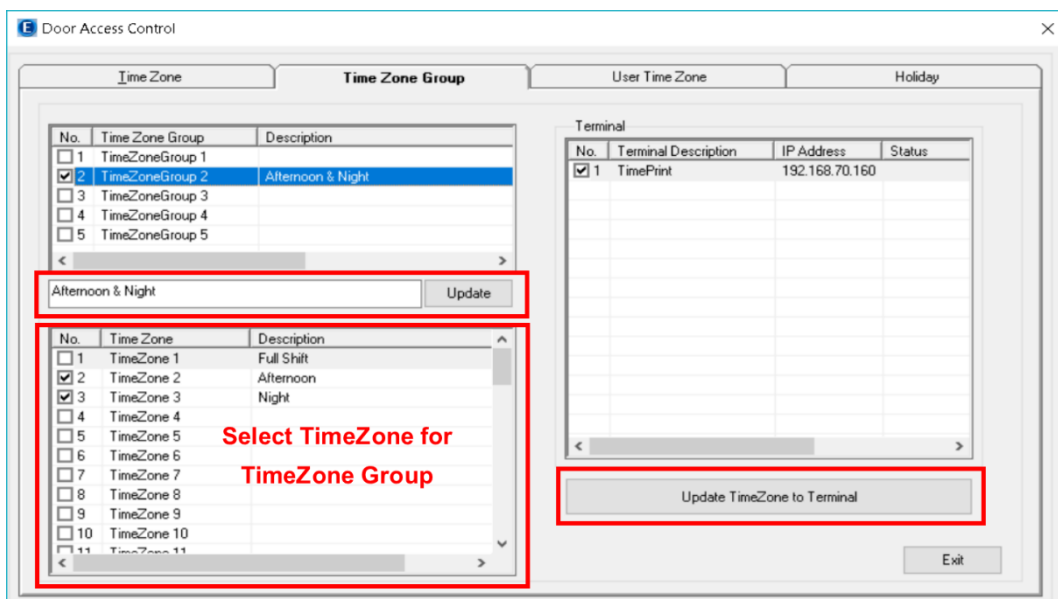 E Door Access Control
Time Zone
Time Zone Group
User Time Zone
Holiday
No. Time Zone Group Description
1 TimeZoneGroup 1
2 TimeZoneGroup 2 Afternoon & Night
3 TimeZoneGroup 3
4 TimeZoneGroup 4
5 TimeZoneGroup 5
Afternoon & Night
Update
No. Time Zone Description
1 TimeZone 1 Full Shift
2 TimeZone 2 Afternoon
3 TimeZone 3 Night
4 TimeZone 4
5 TimeZone 5
6 TimeZone 6
7 TimeZone 7
8 TimeZone 8
9 TimeZone 9
10 TimeZone 10
11 TimeZone 11
Select TimeZone for
TimeZone Group
Terminal
No. Terminal Description IP Address Status
1 TimePrint 192.168.70.160
Update TimeZone to Terminal
Exit